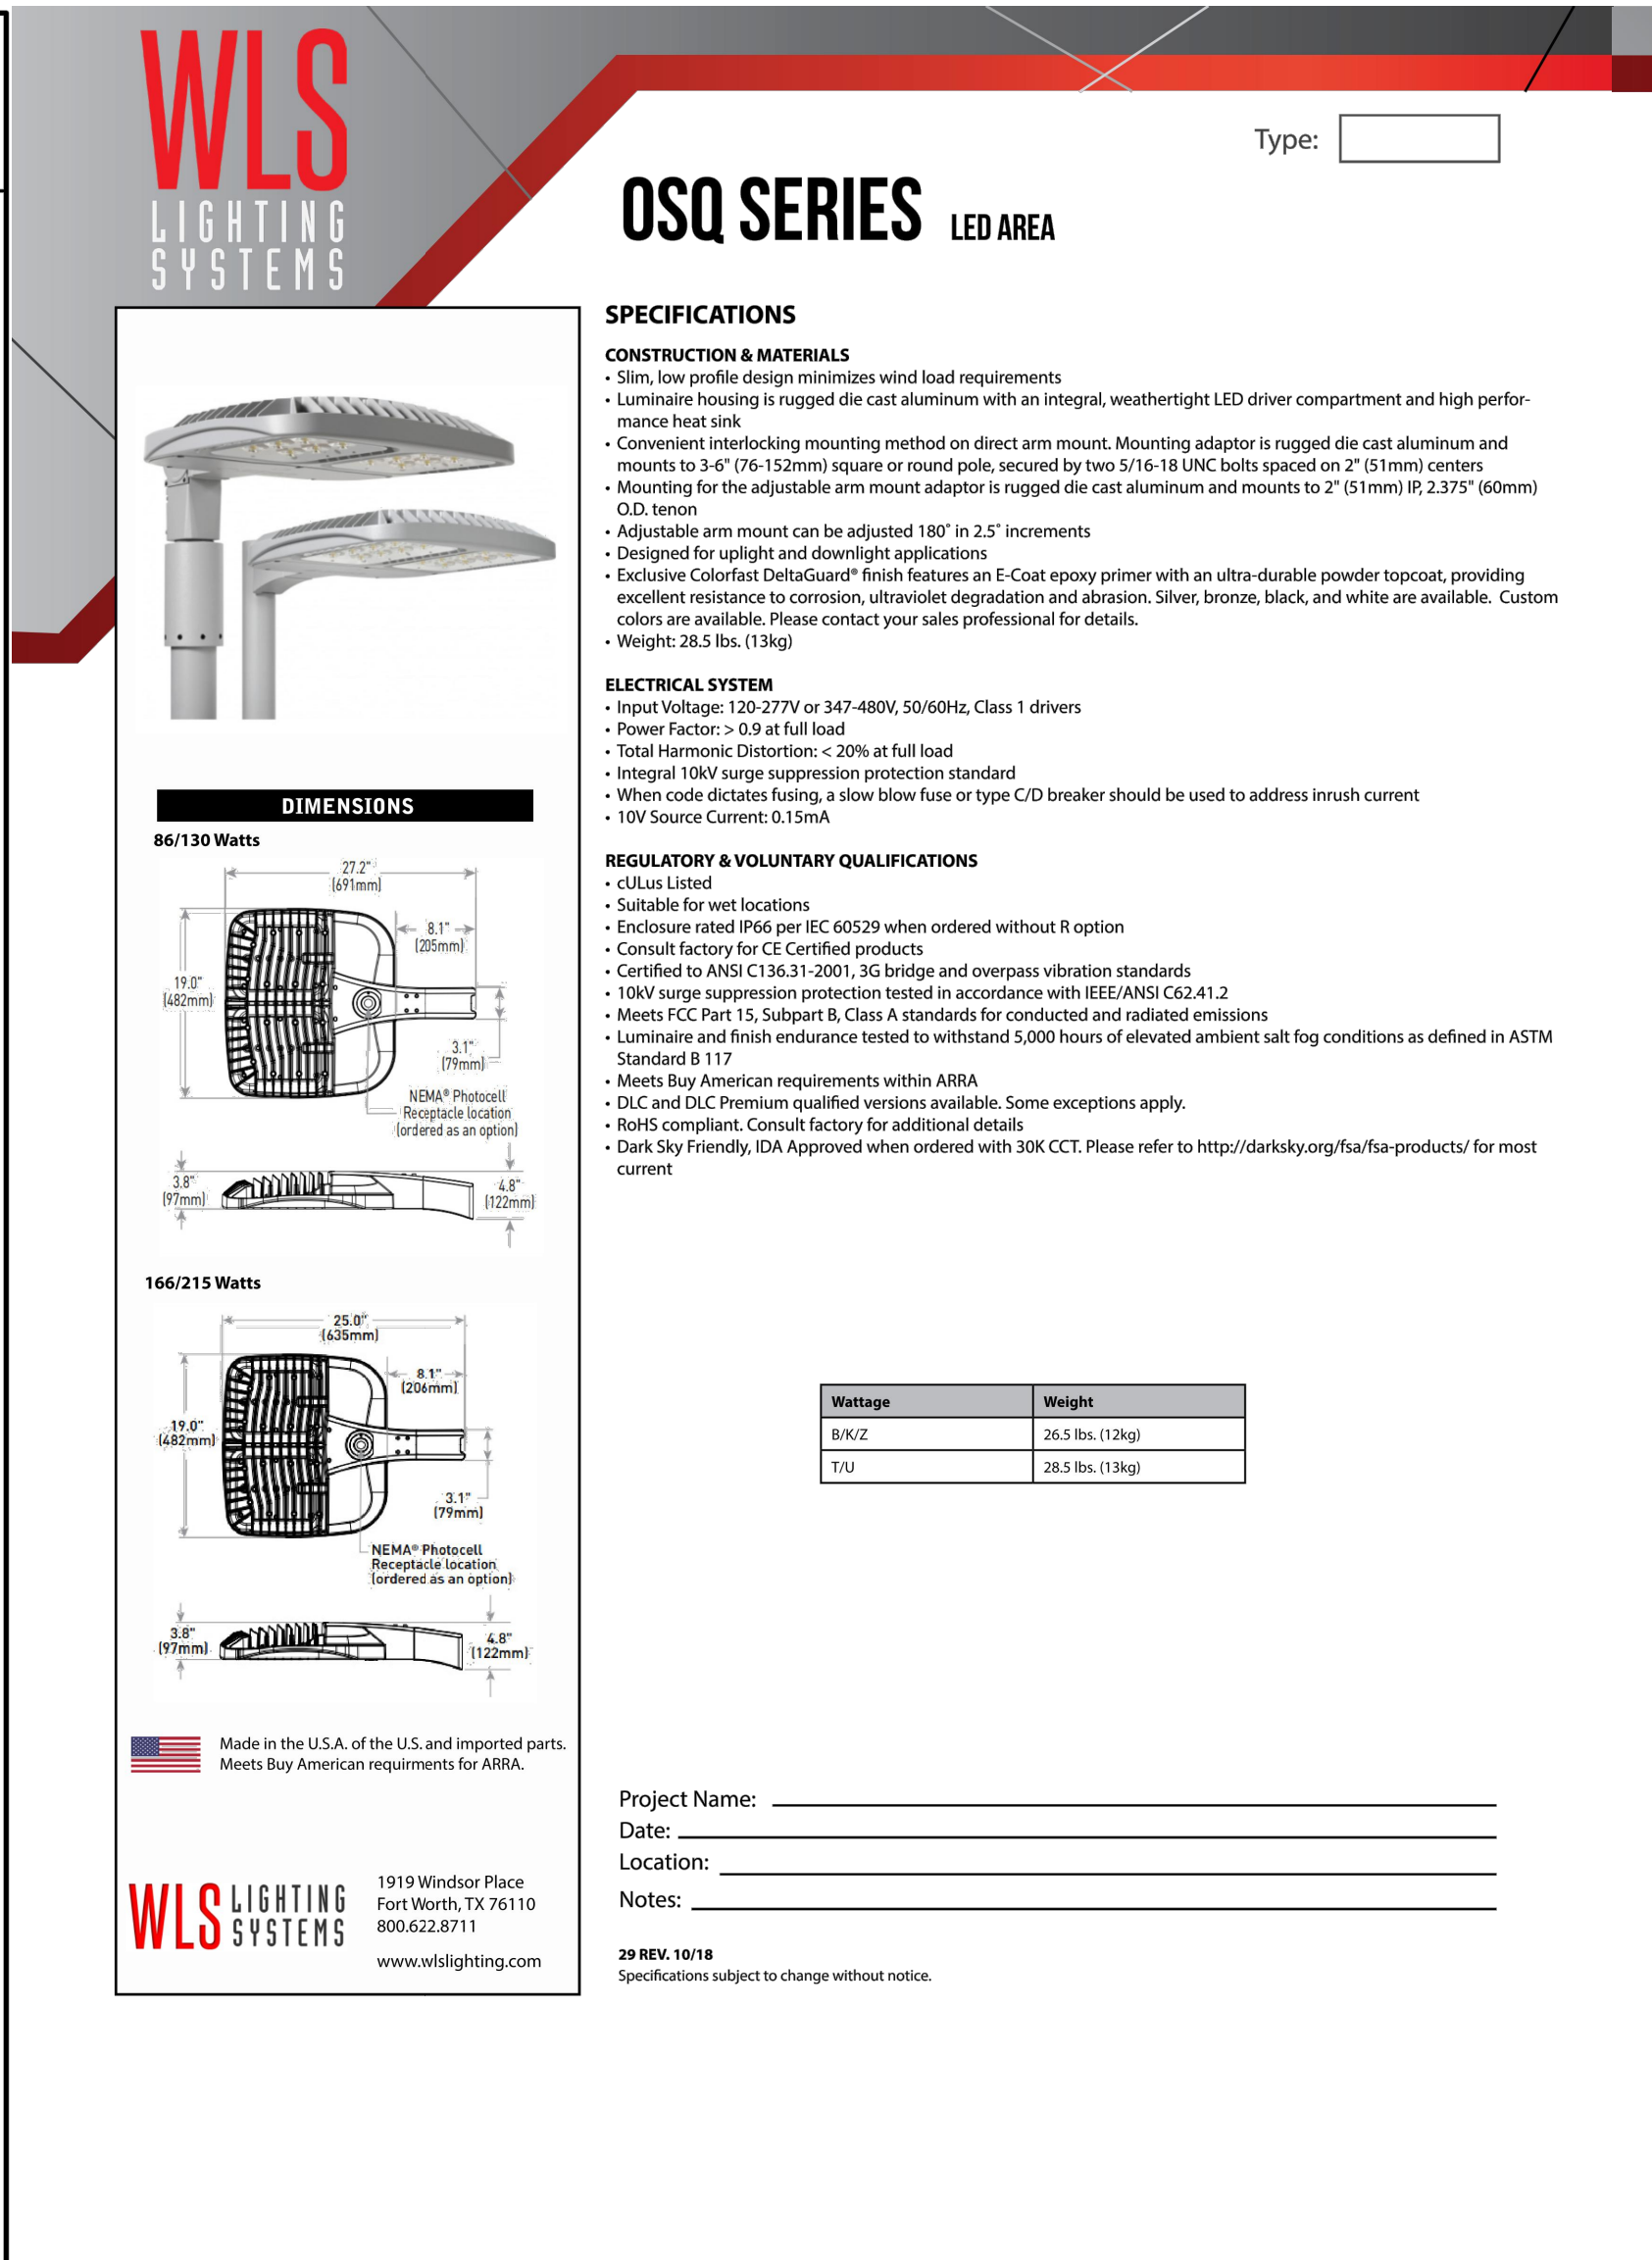 WLS
LIGHTING
SYSTEMS
Type:
OSQ SERIES LED AREA
SPECIFICATIONS
CONSTRUCTION & MATERIALS
• Slim, low profile design minimizes wind load requirements
• Luminaire housing is rugged die cast aluminum with an integral, weathertight LED driver compartment and high perfor-
mance heat sink
• Convenient interlocking mounting method on direct arm mount. Mounting adaptor is rugged die cast aluminum and
mounts to 3-6" (76-152mm) square or round pole, secured by two 5/16-18 UNC bolts spaced on 2" (51mm) centers
• Mounting for the adjustable arm mount adaptor is rugged die cast aluminum and mounts to 2" (51mm) IP, 2.375" (60mm)
O.D. tenon
• Adjustable arm mount can be adjusted 180˚ in 2.5˚ increments
• Designed for uplight and downlight applications
• Exclusive Colorfast DeltaGuard® finish features an E-Coat epoxy primer with an ultra-durable powder topcoat, providing
excellent resistance to corrosion, ultraviolet degradation and abrasion. Silver, bronze, black, and white are available. Custom
colors are available. Please contact your sales professional for details.
• Weight: 28.5 lbs. (13kg)
ELECTRICAL SYSTEM
• Input Voltage: 120-277V or 347-480V, 50/60Hz, Class 1 drivers
• Power Factor: > 0.9 at full load
• Total Harmonic Distortion: < 20% at full load
• Integral 10kV surge suppression protection standard
• When code dictates fusing, a slow blow fuse or type C/D breaker should be used to address inrush current
• 10V Source Current: 0.15mA
REGULATORY & VOLUNTARY QUALIFICATIONS
• cULus Listed
• Suitable for wet locations
• Enclosure rated IP66 per IEC 60529 when ordered without R option
• Consult factory for CE Certified products
• Certified to ANSI C136.31-2001, 3G bridge and overpass vibration standards
• 10kV surge suppression protection tested in accordance with IEEE/ANSI C62.41.2
• Meets FCC Part 15, Subpart B, Class A standards for conducted and radiated emissions
• Luminaire and finish endurance tested to withstand 5,000 hours of elevated ambient salt fog conditions as defined in ASTM
Standard B 117
• Meets Buy American requirements within ARRA
• DLC and DLC Premium qualified versions available. Some exceptions apply.
• RoHS compliant. Consult factory for additional details
• Dark Sky Friendly, IDA Approved when ordered with 30K CCT. Please refer to http://darksky.org/fsa/fsa-products/ for most
current
DIMENSIONS
86/130 Watts
27.2"
(691mm)
8.1"
(205mm)
19.0"
(482mm)
3.1"
(79mm)
NEMA® Photocell
Receptacle location
(ordered as an option)
3.8"
(97mm)
4.8"
(122mm)
166/215 Watts
25.0"
(635mm)
8.1"
(206mm)
19.0"
(482mm)
3.1"
(79mm)
NEMA® Photocell
Receptacle location
(ordered as an option)
3.8"
(97mm)
4.8"
(122mm)
Wattage Weight
B/K/Z 26.5 lbs. (12kg)
T/U 28.5 lbs. (13kg)
Made in the U.S.A. of the U.S. and imported parts.
Meets Buy American requirments for ARRA.
WLS LIGHTING
SYSTEMS
1919 Windsor Place
Fort Worth, TX 76110
800.622.8711
www.wlslighting.com
Project Name:
Date:
Location:
Notes:
29 REV. 10/18
Specifications subject to change without notice.